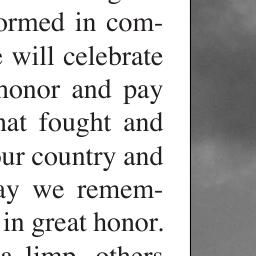 ormed in com-
will celebrate
honor and pay
hat fought and
our country and
ay we remem-
in great honor.
a limp, others